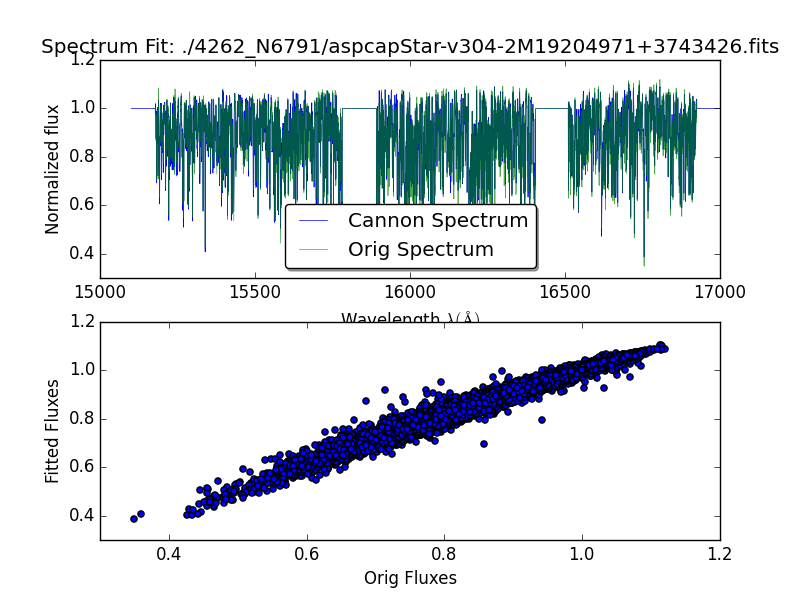 Spectrum Fit: ./4262_N6791/aspcapStar-v304-2M19204971+3743426.fits
1.2
1.0
0.8
0.6
0.4
Normalized flux
Cannon Spectrum
Orig Spectrum
15000 15500 16000 16500 17000
Wavelength λ(Å)
1.2
1.0
0.8
0.6
0.4
Fitted Fluxes
0.4 0.6 0.8 1.0 1.2
Orig Fluxes